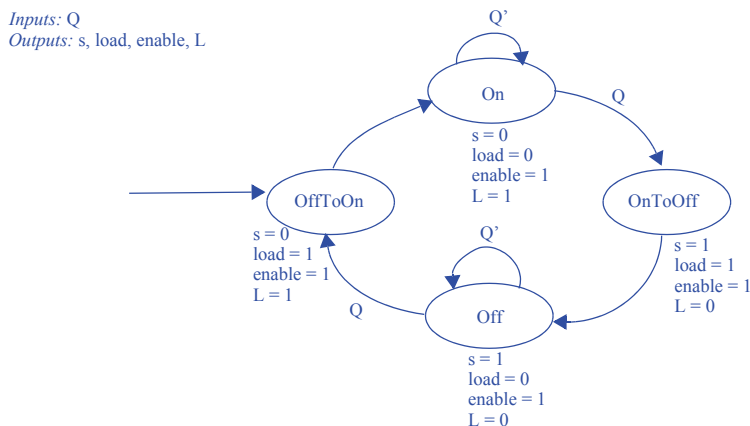 Inputs: Q
Outputs: s, load, enable, L
Q’
On
Q
s = 0
load = 0
enable = 1
L = 1
OffToOn
OnToOff
s = 0
load = 1
enable = 1
L = 1
Q’
s = 1
load = 1
enable = 1
L = 0
Q
Off
s = 1
load = 0
enable = 1
L = 0